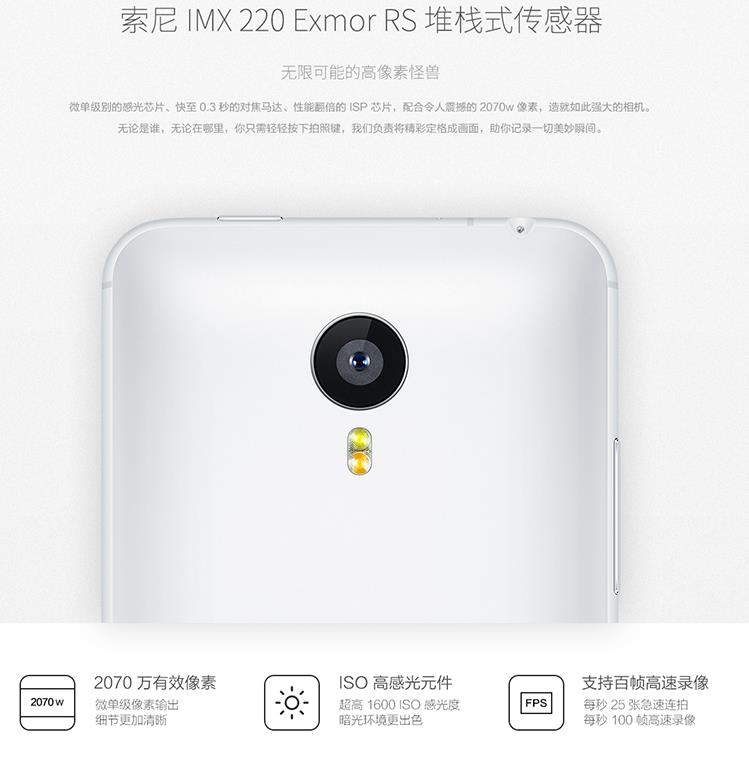 索尼 IMX 220 Exmor RS 堆栈式传感器
无限可能的高像素怪兽
微单级别的感光芯片、快至 0.3 秒的对焦马达、性能翻倍的 ISP 芯片，配合令人震撼的 2070w 像素，造就如此强大的相机。
无论是谁，无论在哪里，你只需轻轻按下拍照键，我们负责将精彩定格成画面，助你记录一切美妙瞬间。
2070 w
2070 万有效像素
微单级像素输出
细节更加清晰
ISO 高感光元件
超高 1600 ISO 感光度
暗光环境更出色
FPS
支持百帧高速录像
每秒 25 张急速连拍
每秒 100 帧高速录像